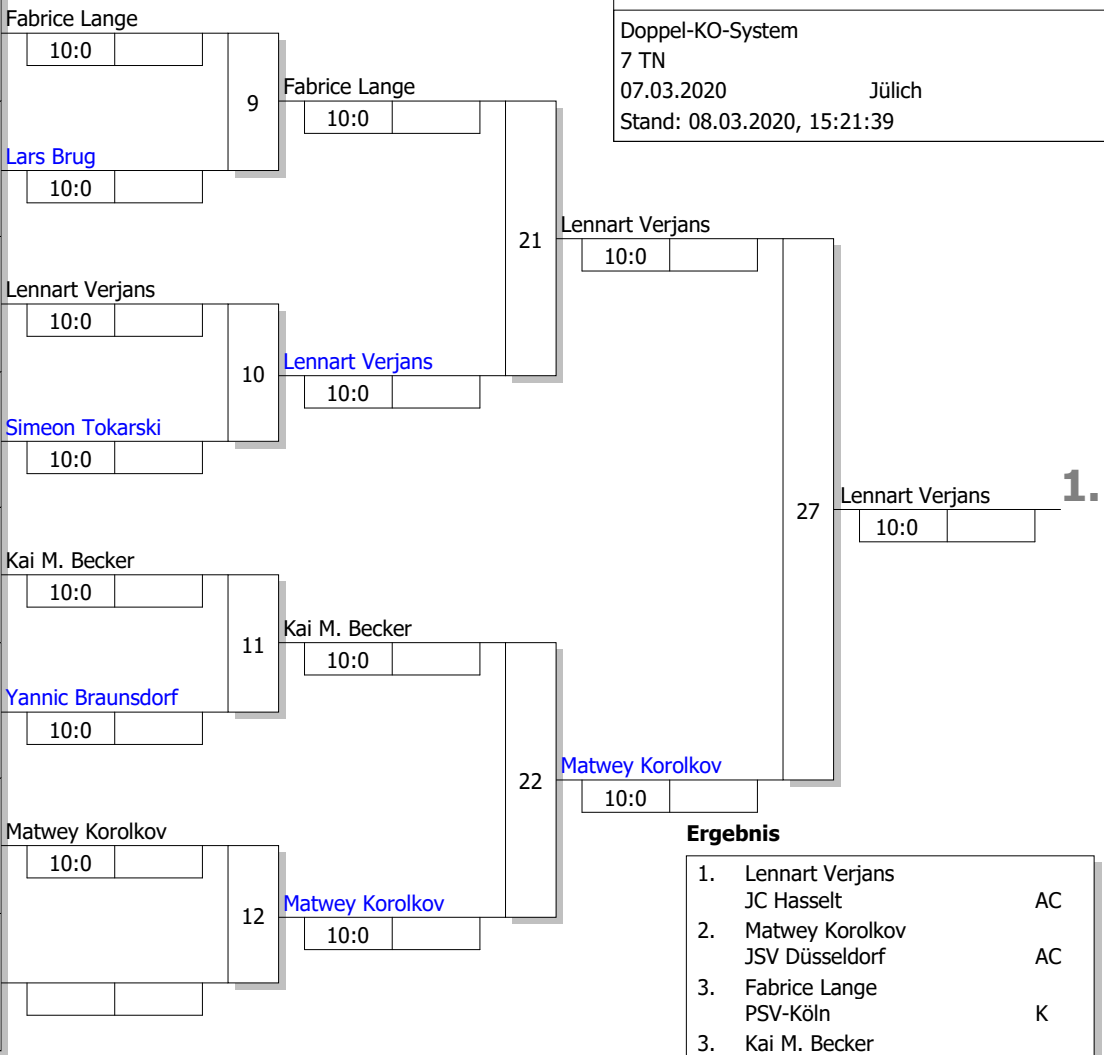 Fabrice Lange
10:0
9
Lars Brug
10:0
Fabrice Lange
10:0
Doppel-KO-System
7 TN
07.03.2020 Jülich
Stand: 08.03.2020, 15:21:39
21
Lennart Verjans
10:0
Lennart Verjans
10:0
10
Lennart Verjans
10:0
Simeon Tokarski
10:0
27
Lennart Verjans
1.
10:0
Kai M. Becker
10:0
11
Kai M. Becker
10:0
Yannic Braunsdorf
10:0
22
Matwey Korolkov
10:0
Matwey Korolkov
10:0
12
Matwey Korolkov
10:0
Ergebnis
1. Lennart Verjans
JC Hasselt AC
2. Matwey Korolkov
JSV Düsseldorf AC
3. Fabrice Lange
PSV-Köln K
3. Kai M. Becker